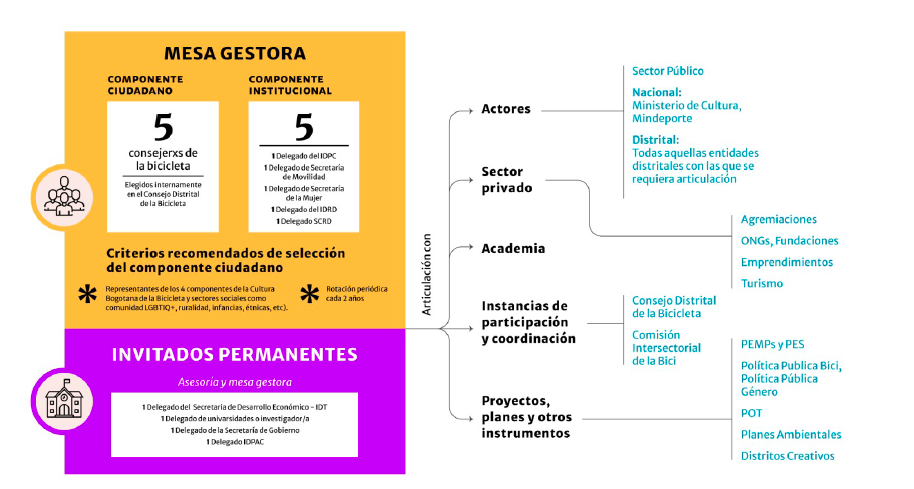 MESA GESTORA
COMPONENTE
CIUDADANO
5
consejerxs de
la bicicleta
Elegidos internamente
en el Consejo Distrital
de la Bicicleta
COMPONENTE
INSTITUCIONAL
5
1 Delegado del IDPC
1 Delegado de Secretaría
de Movilidad
1 Delegado de Secretaría
de la Mujer
1 Delegado del IDRD
1 Delegado SCRD
Criterios recomendados de selección
del componente ciudadano
* Representantes de los 4 componentes de la Cultura
Bogotana de la Bicicleta y sectores sociales como
comunidad LGBTIQ+, ruralidad, infancias, étnicas, etc).
* Rotación periódica
cada 2 años
INVITADOS PERMANENTES
Asesoría y mesa gestora
1 Delegado del Secretaría de Desarrollo Económico - IDT
1 Delegado de universidades o investigador/a
1 Delegado de la Secretaría de Gobierno
1 Delegado IDPAC
Articulación con
Actores
Sector Público
Nacional:
Ministerio de Cultura,
Mindeporte
Distrital:
Todas aquellas entidades
distritales con las que se
requiera articulación
Sector
privado
Agremiaciones
ONGs, Fundaciones
Emprendimientos
Turismo
Academia
Instancias de
participación
y coordinación
Consejo Distrital
de la Bicicleta
Comisión
Intersectorial
de la Bici
Proyectos,
planes y otros
instrumentos
PEMPs y PES
Política Publica Bici,
Política Pública
Género
POT
Planes Ambientales
Distritos Creativos